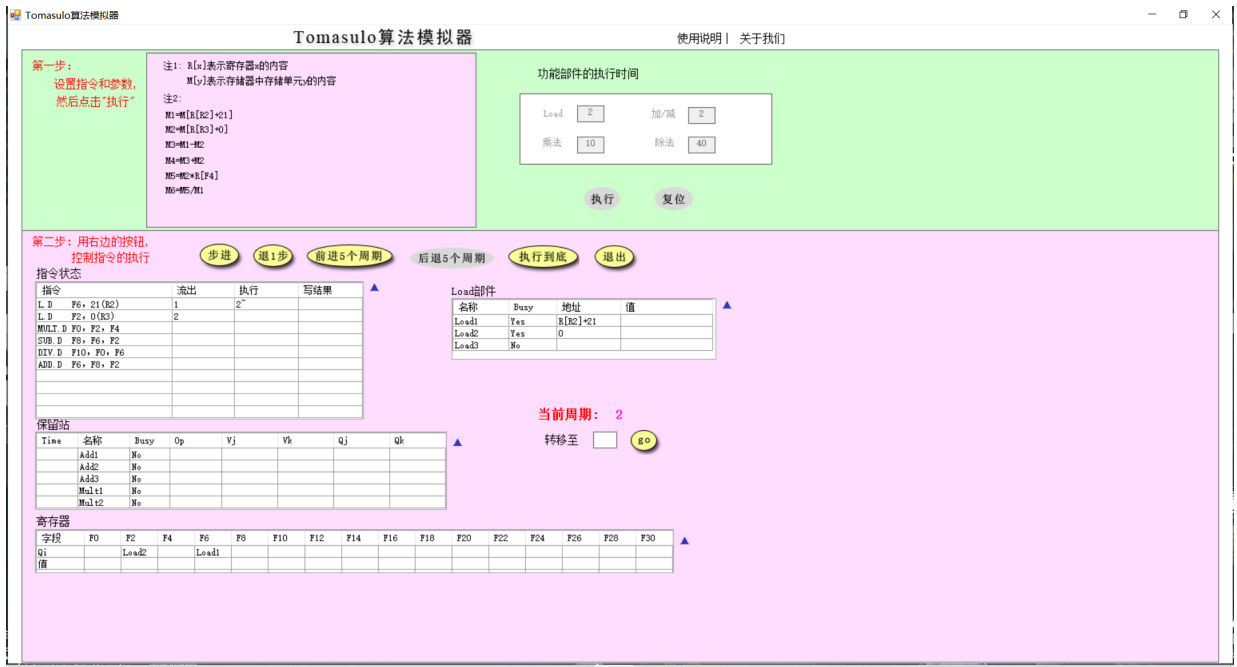 Tomasulo算法模拟器
Tomasulo算法模拟器
使用说明 | 关于我们
第一步：
设置指令和参数，
然后点击"执行"
注1: R[x]表示寄存器x的内容
M[y]表示存储器中存储单元y的内容
注2:
M1=M[R[R2]+21]
M2=M[R[R3]+0]
M3=M1-M2
M4=M3+M2
M5=M2*R[F4]
M6=M5/M1
功能部件的执行时间
Load 2 加/减 2
乘法 10 除法 40
执行 复位
第二步：用右边的按钮，
控制指令的执行
步进 退1步 前进5个周期 后退5个周期 执行到底 退出
指令状态
指令 流出 执行 写结果
L.D F6, 21(R2) 1 2~
L.D F2, 0(R3) 2
MULT.D F0, F2, F4
SUB.D F8, F6, F2
DIV.D F10, F0, F6
ADD.D F6, F8, F2
Load部件
名称 Busy 地址 值
Load1 Yes R[R2]+21
Load2 Yes 0
Load3 No
当前周期: 2
转移至 go
保留站
Time 名称 Busy Op Vj Vk Qj Qk
Add1 No
Add2 No
Add3 No
Mult1 No
Mult2 No
寄存器
字段 F0 F2 F4 F6 F8 F10 F12 F14 F16 F18 F20 F22 F24 F26 F28 F30
Qi Load2 Load1
值